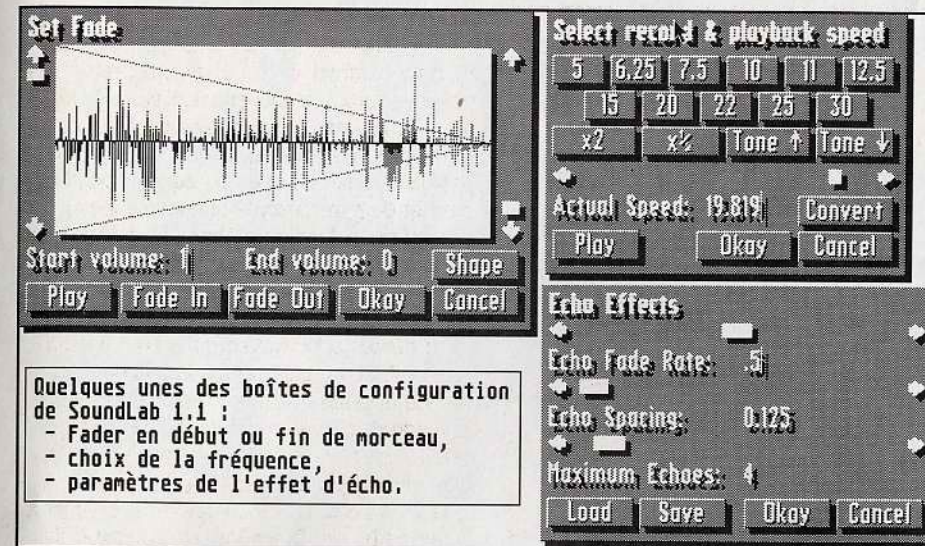 Set Fade
Start volume: 1 End volume: 0 Shape
Play Fade In Fade Out Okay Cancel
Select record & playback speed
5 6.25 7.5 10 11 12.5
15 20 22 25 30
x2 x½ Tone ↑ Tone ↓
Actual Speed: 19.819 Convert
Play Okay Cancel
Echo Effects
Echo Fade Rate: .5
Echo Spacing: 0.125
Maximum Echoes: 4
Load Save Okay Cancel
Quelques unes des boîtes de configuration
de SoundLab 1.1 :
- Fader en début ou fin de morceau,
- choix de la fréquence,
- paramètres de l'effet d'écho.